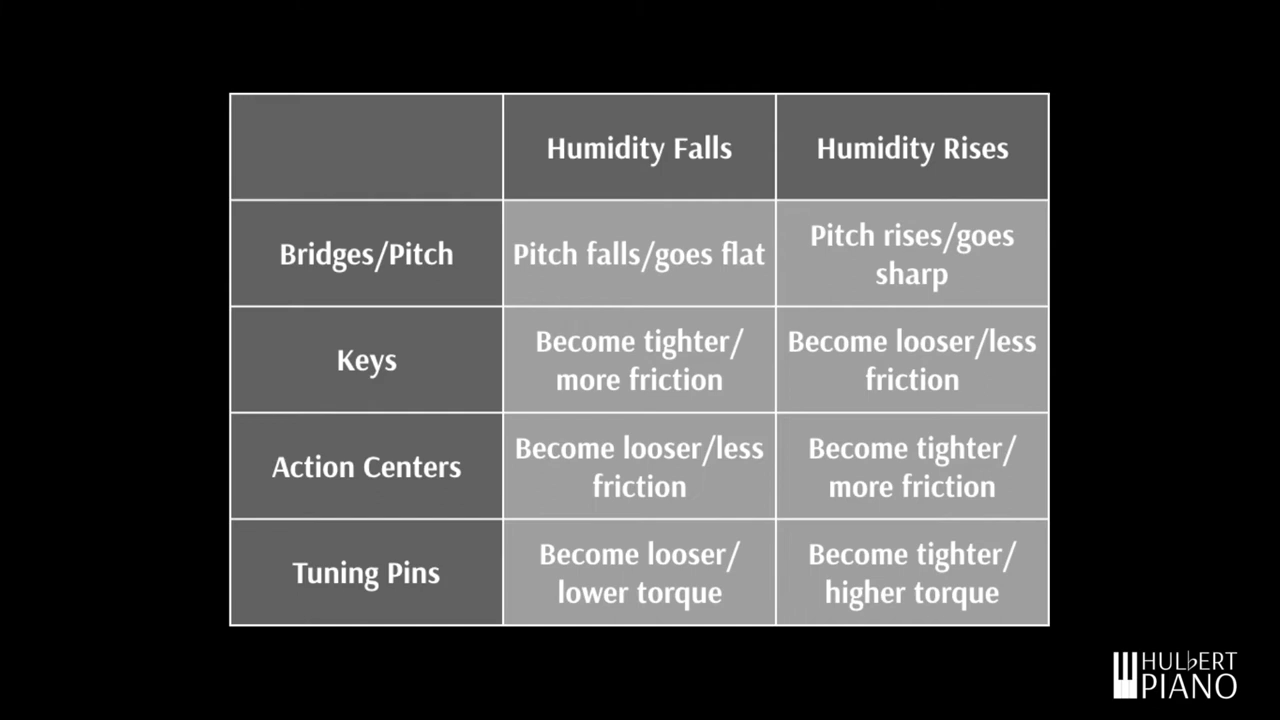 Humidity Falls
Humidity Rises
Bridges/Pitch
Pitch falls/goes flat
Pitch rises/goes
sharp
Keys
Become tighter/
more friction
Become looser/less
friction
Action Centers
Become looser/less
friction
Become tighter/
more friction
Tuning Pins
Become looser/
lower torque
Become tighter/
higher torque
HULbERT
PIANO